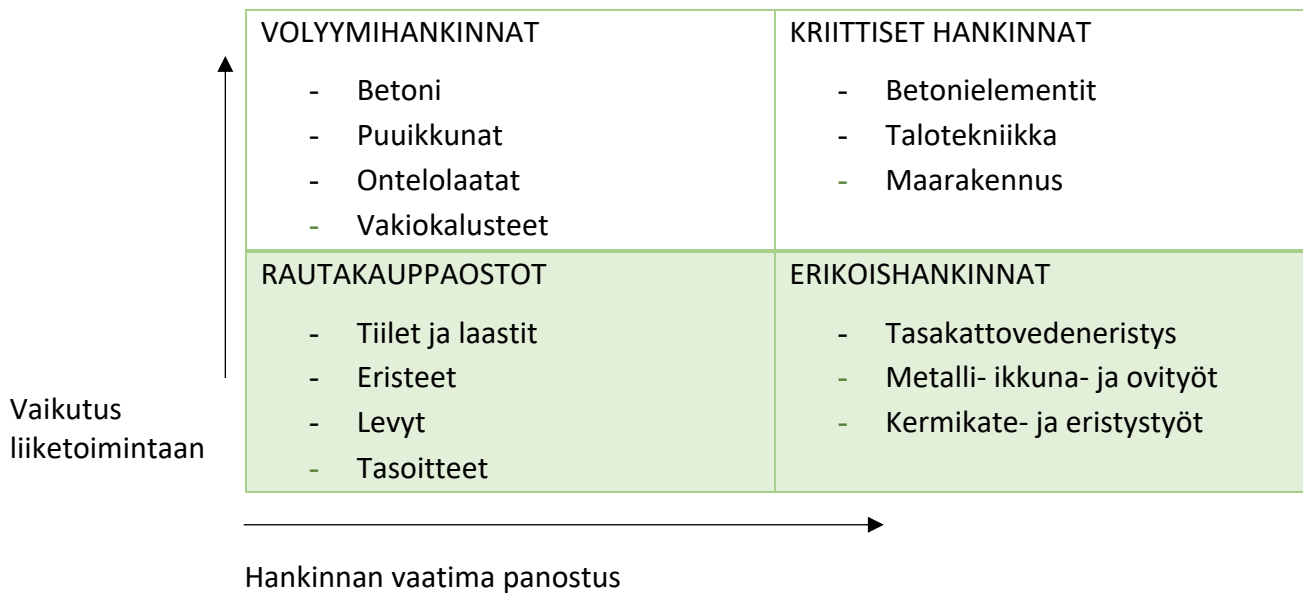 VOLYYMIHANKINNAT
- Betoni
- Puuikkunat
- Ontelolaatat
- Vakiokalusteet
KRIITTISET HANKINNAT
- Betonielementit
- Talotekniikka
- Maarakennus
RAUTAKAUPPAOSTOT
- Tiilet ja laastit
- Eristeet
- Levyt
- Tasoitteet
ERIKOISHANKINNAT
- Tasakattovedeneristys
- Metalli- ikkuna- ja ovityöt
- Kermikate- ja eristystyöt
Vaikutus
liiketoimintaan
Hankinnan vaatima panostus